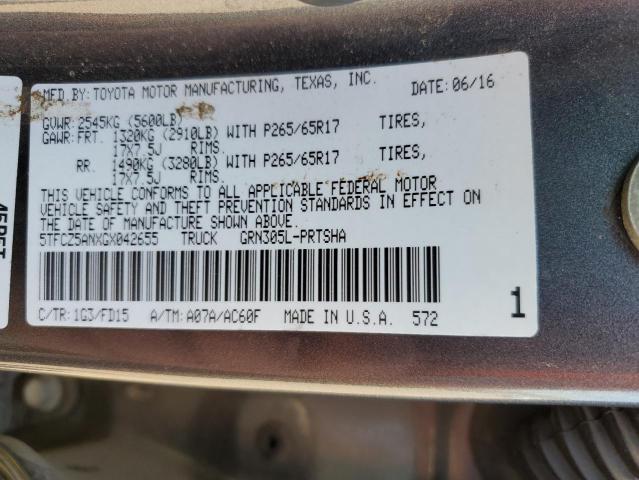 MFD BY: TOYOTA MOTOR MANUFACTURING, TEXAS, INC. DATE: 06/16
GVWR: 2545KG (5600LB)
GAWR: FRT. 1320KG (2910LB) WITH P265/65R17 TIRES,
17X7.5J RIMS.
RR. 1490KG (3280LB) WITH P265/65R17 TIRES,
17X7.5J RIMS.
THIS VEHICLE CONFORMS TO ALL APPLICABLE FEDERAL MOTOR
VEHICLE SAFETY AND THEFT PREVENTION STANDARDS IN EFFECT ON
THE DATE OF MANUFACTURE SHOWN ABOVE.
5TFCZ5ANXGX042655 TRUCK GRN305L-PRTSHA
C/TR: 1G3/FD15 A/TM: A07A/AC60F MADE IN U.S.A. 572
1